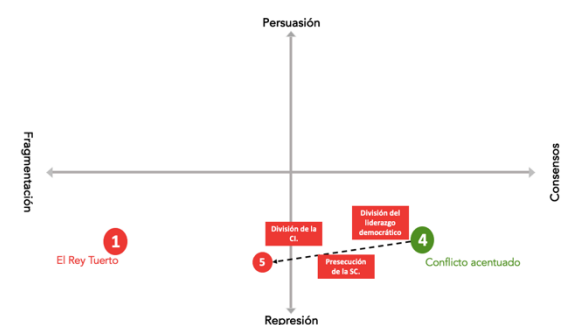 Persuasión
Fragmentación
Consensos
División del
liderazgo
democrático
División de la
CI.
1
4
El Rey Tuerto
5
Presecución
de la SC.
Conflicto acentuado
Represión